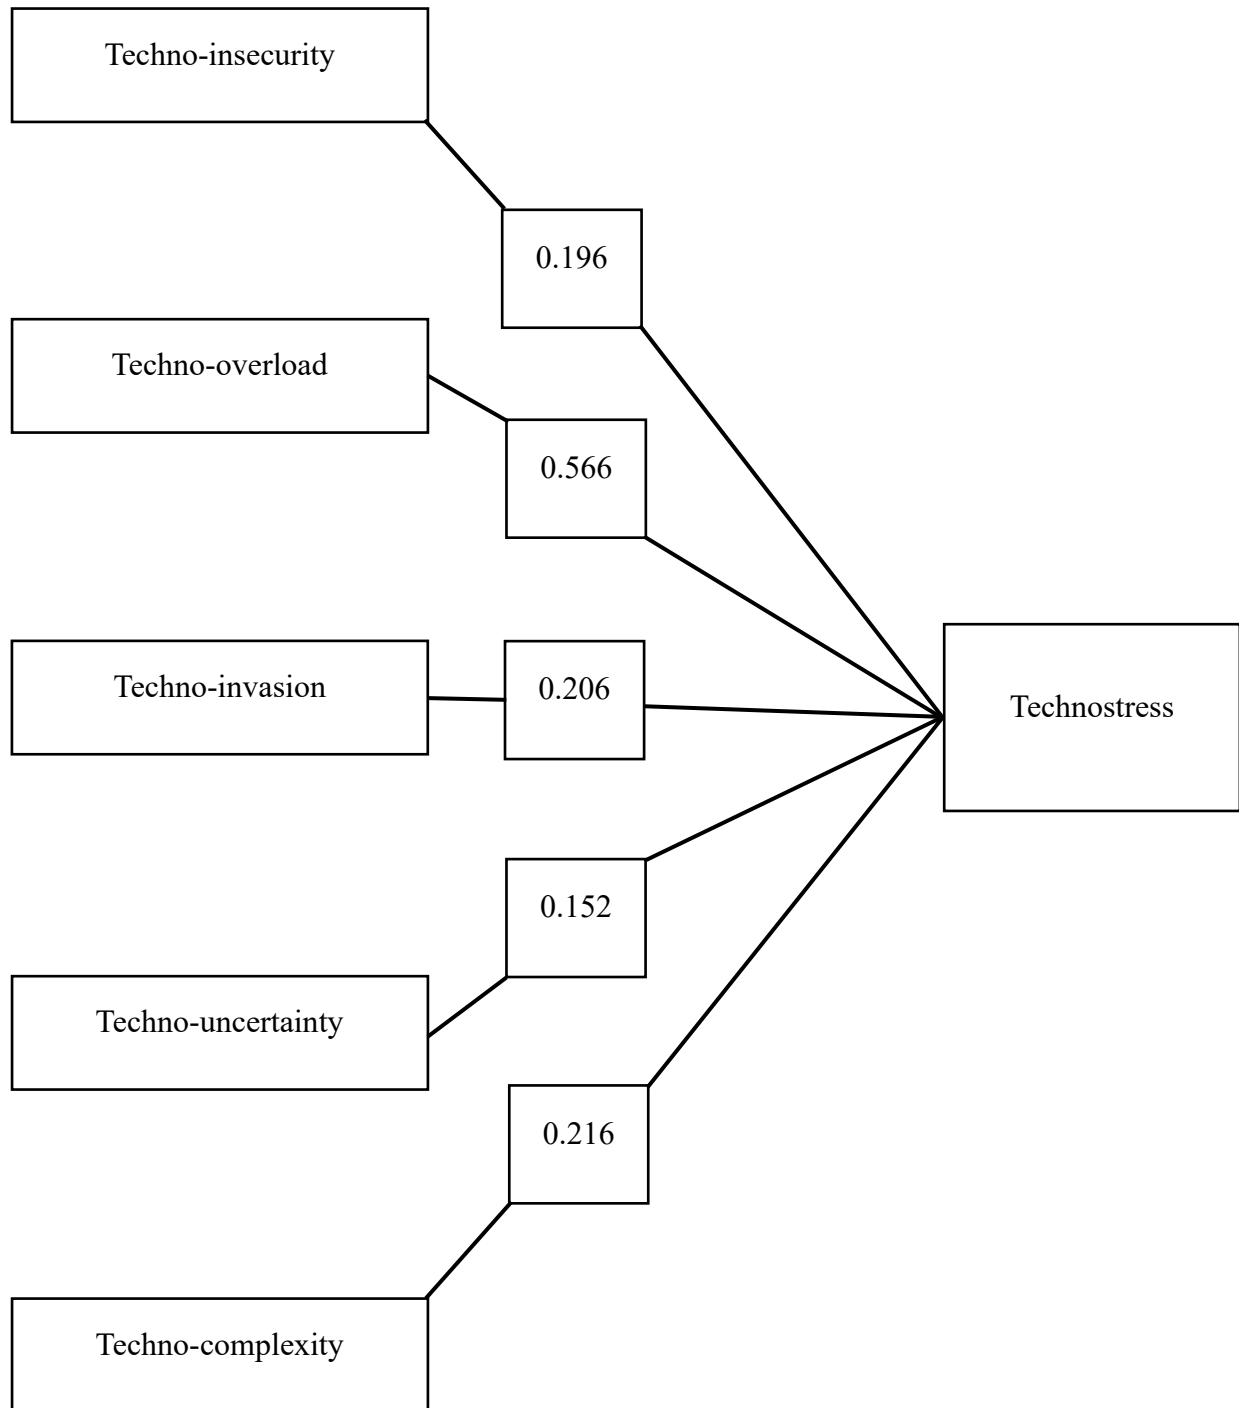 Techno-insecurity
0.196
Techno-overload
0.566
Techno-invasion
0.206
Technostress
0.152
Techno-uncertainty
0.216
Techno-complexity